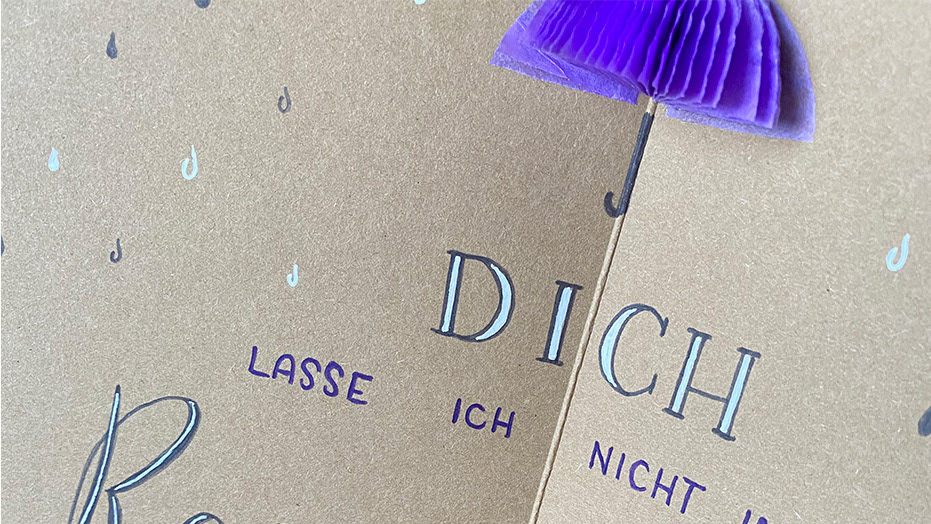 DICH
LASSE ICH NICHT